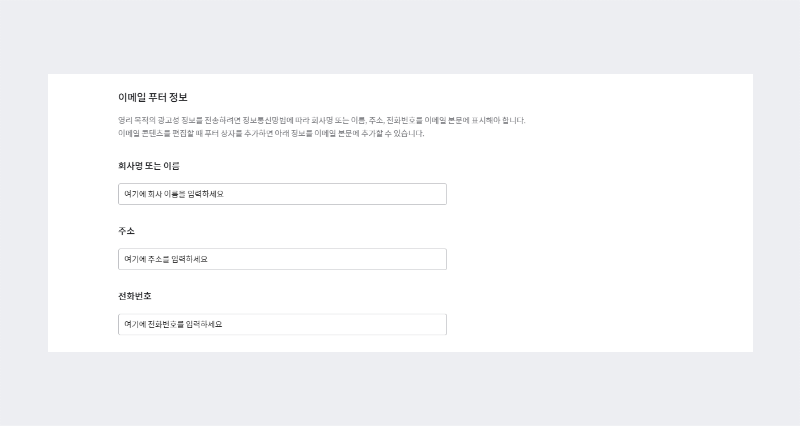 이메일 푸터 정보
영리 목적의 광고성 정보를 전송하려면 정보통신망법에 따라 회사명 또는 이름, 주소, 전화번호를 이메일 본문에 표시해야 합니다.
이메일 콘텐츠를 편집할 때 푸터 상자를 추가하면 아래 정보를 이메일 본문에 추가할 수 있습니다.
회사명 또는 이름
여기에 회사 이름을 입력하세요
주소
여기에 주소를 입력하세요
전화번호
여기에 전화번호를 입력하세요